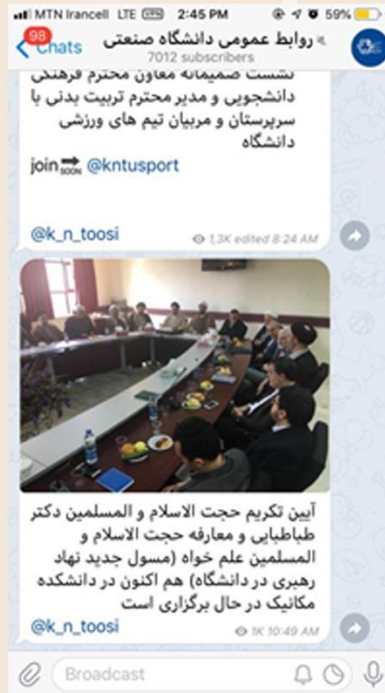 MTN Irancell LTE VPN 2:45 PM 59%
98
Chats
روابط عمومی دانشگاه صنعتی
7012 subscribers
نشست صمیمانه معاون محترم فرهنگی
دانشجویی و مدیر محترم تربیت بدنی با
سرپرستان و مربیان تیم های ورزشی
دانشگاه
join SOON @kntusport
@k_n_toosi
1,3K edited 8:24 AM
آیین تکریم حجت الاسلام و المسلمین دکتر
طباطبایی و معارفه حجت الاسلام و
المسلمین علم خواه (مسول جدید نهاد
رهبری در دانشگاه) هم اکنون در دانشکده
مکانیک در حال برگزاری است
@k_n_toosi
1K 10:49 AM
Broadcast